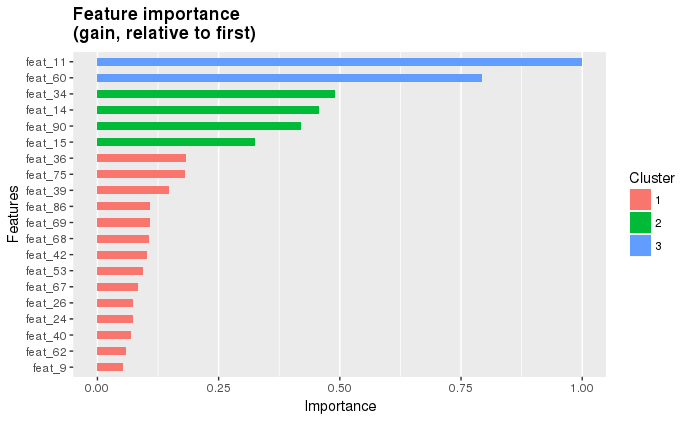 Feature importance
(gain, relative to first)
Features
feat_11
feat_60
feat_34
feat_14
feat_90
feat_15
feat_36
feat_75
feat_39
feat_86
feat_69
feat_68
feat_42
feat_53
feat_67
feat_26
feat_24
feat_40
feat_62
feat_9
0.00 0.25 0.50 0.75 1.00
Importance
Cluster
1
2
3